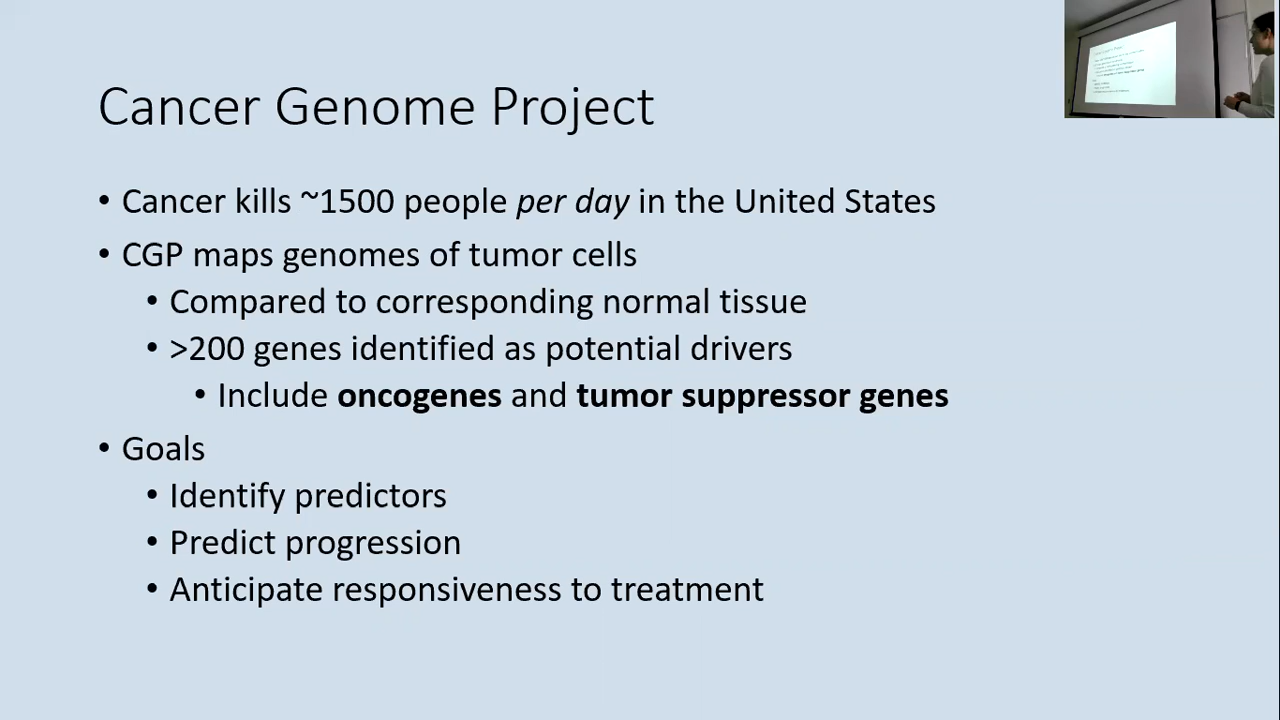 Cancer Genome Project
• Cancer kills ~1500 people per day in the United States
• CGP maps genomes of tumor cells
• Compared to corresponding normal tissue
• >200 genes identified as potential drivers
• Include oncogenes and tumor suppressor genes
• Goals
• Identify predictors
• Predict progression
• Anticipate responsiveness to treatment